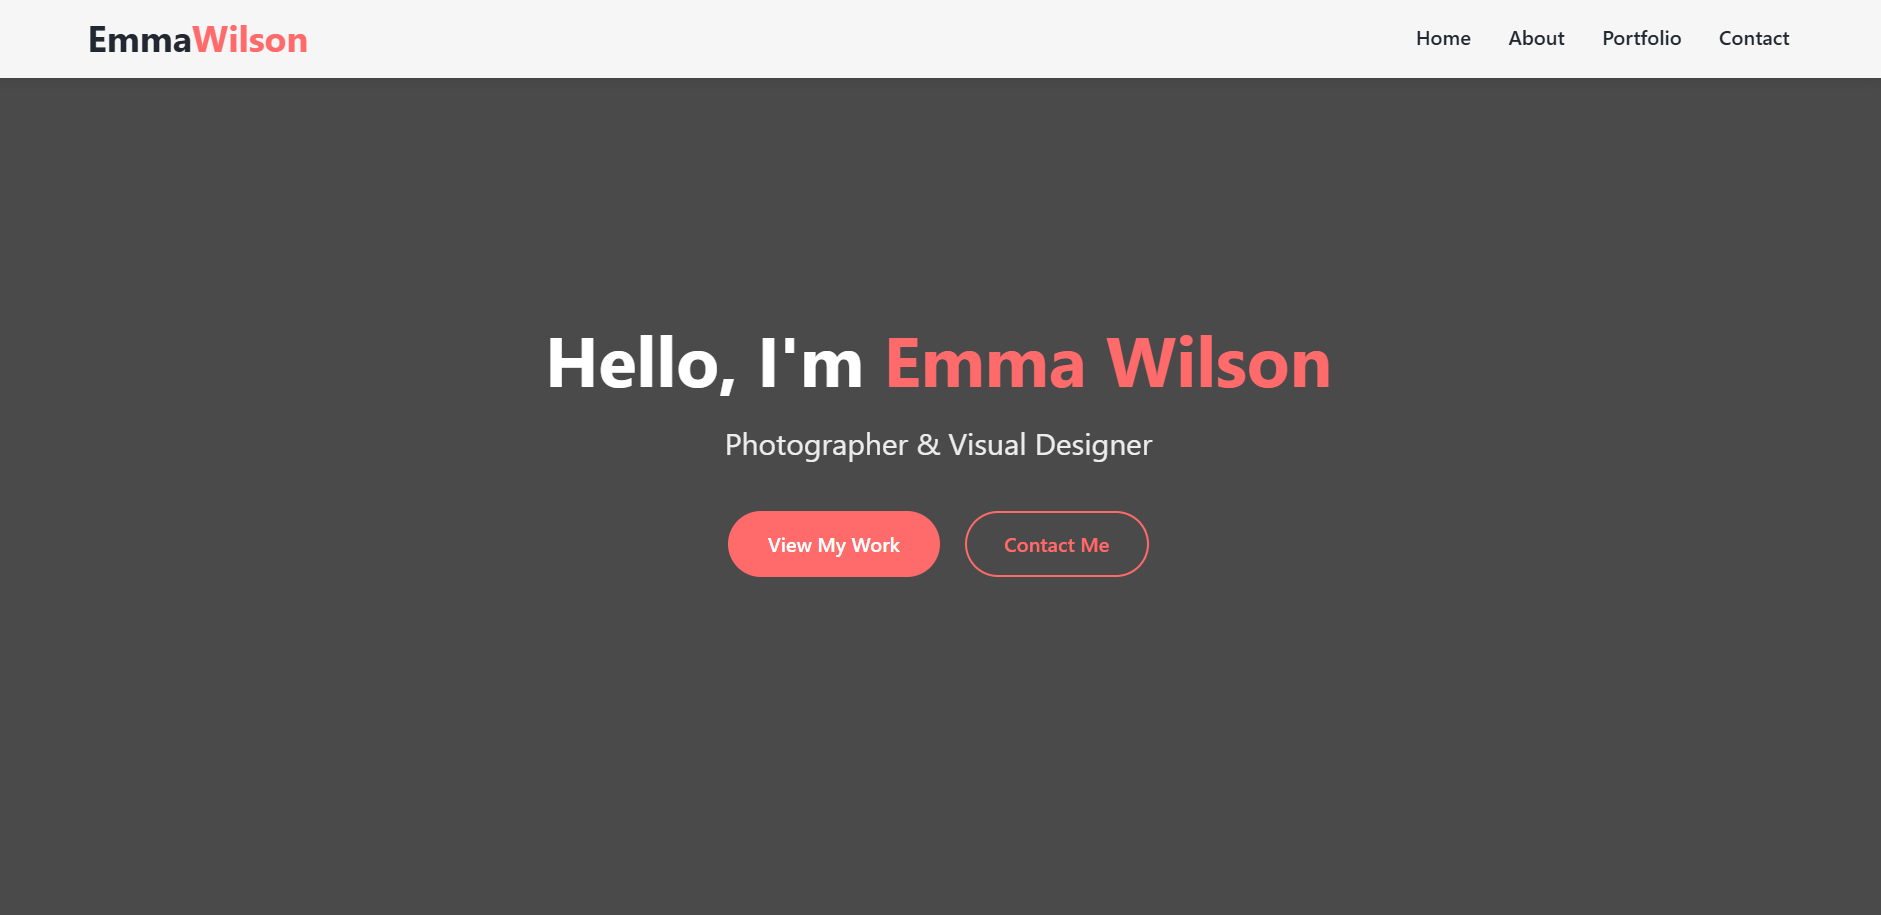 EmmaWilson
Home About Portfolio Contact
Hello, I'm Emma Wilson
Photographer & Visual Designer
View My Work Contact Me